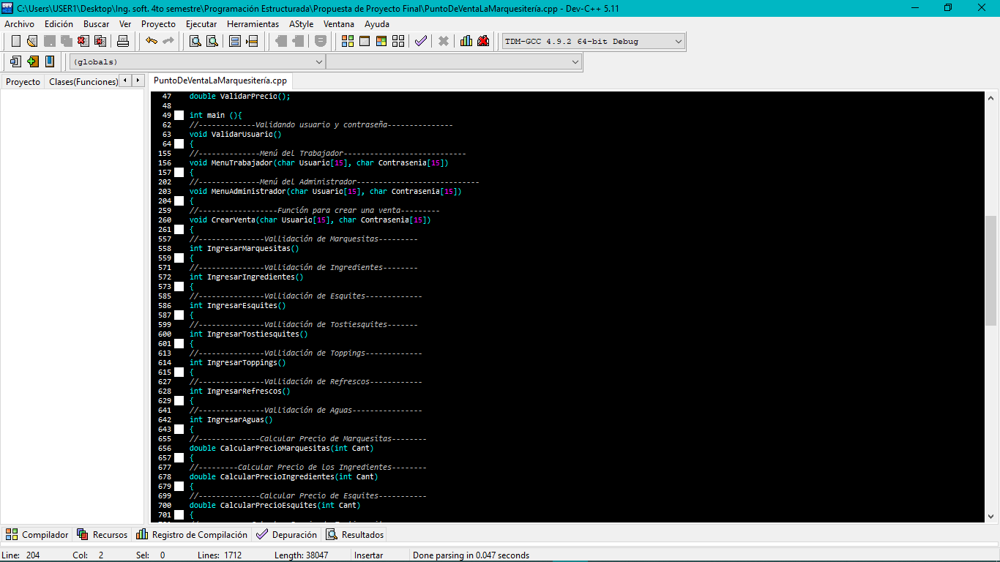 C:\Users\USER1\Desktop\Ing. soft. 4to semestre\Programación Estructurada\Propuesta de Proyecto Final\PuntoDeVentaLaMarquesitería.cpp - Dev-C++ 5.11
Archivo Edición Buscar Ver Proyecto Ejecutar Herramientas AStyle Ventana Ayuda
TDM-GCC 4.9.2 64-bit Debug
(globals)
Proyecto Clases(Funciones) PuntoDeVentaLaMarquesitería.cpp
47 double ValidarPrecio();
48
49 int main (){
62 //-------------Validando usuario y contraseña---------------
63 void ValidarUsuario()
64 {
155 //--------------Menú del Trabajador----------------------------
156 void MenuTrabajador(char Usuario[15], char Contrasenia[15])
157 {
202 //--------------Menú del Administrador----------------------------
203 void MenuAdministrador(char Usuario[15], char Contrasenia[15])
204 {
259 //------------------Función para crear una venta---------
260 void CrearVenta(char Usuario[15], char Contrasenia[15])
261 {
557 //---------------Vallidación de Marquesitas---------
558 int IngresarMarquesitas()
559 {
571 //---------------Vallidación de Ingredientes--------
572 int IngresarIngredientes()
573 {
585 //---------------Vallidación de Esquites-------------
586 int IngresarEsquites()
587 {
599 //---------------Vallidación de Tostiesquites-------
600 int IngresarTostiesquites()
601 {
613 //---------------Vallidación de Toppings-------------
614 int IngresarToppings()
615 {
627 //---------------Vallidación de Refrescos------------
628 int IngresarRefrescos()
629 {
641 //---------------Vallidación de Aguas----------------
642 int IngresarAguas()
643 {
655 //--------------Calcular Precio de Marquesitas--------
656 double CalcularPrecioMarquesitas(int Cant)
657 {
677 //---------Calcular Precio de los Ingredientes--------
678 double CalcularPrecioIngredientes(int Cant)
679 {
699 //--------------Calcular Precio de Esquites-----------
700 double CalcularPrecioEsquites(int Cant)
701 {
Compilador Recursos Registro de Compilación Depuración Resultados
Line: 204 Col: 2 Sel: 0 Lines: 1712 Length: 38047 Insertar Done parsing in 0.047 seconds